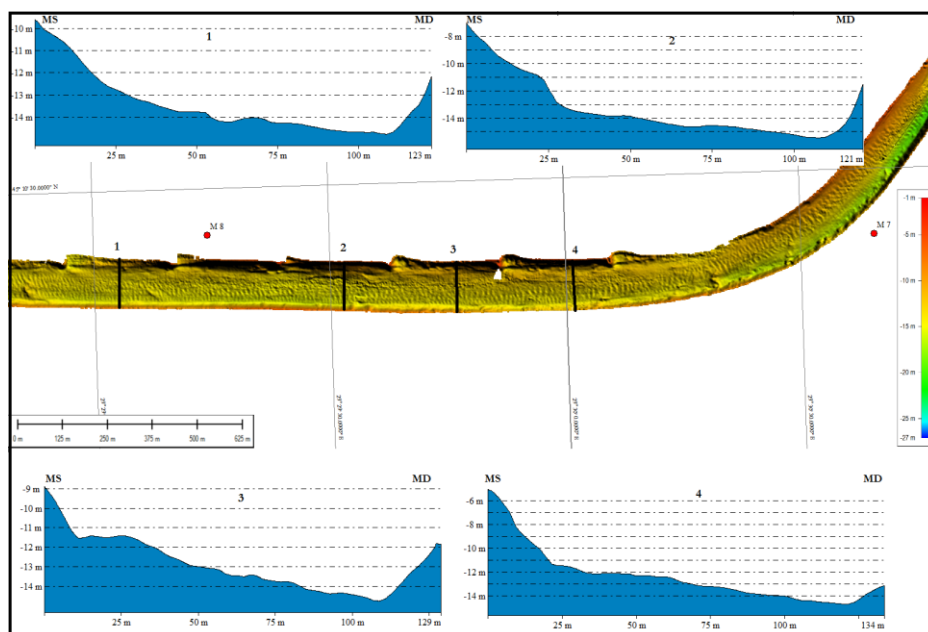 MS 1 MD
-10 m
-11 m
-12 m
-13 m
-14 m
25 m 50 m 75 m 100 m 123 m
MS 2 MD
-8 m
-10 m
-12 m
-14 m
25 m 50 m 75 m 100 m 121 m
M 8
M 7
1 2 3 4
-1 m
-5 m
-10 m
-15 m
-20 m
-25 m
-27 m
0 m 125 m 250 m 375 m 500 m 625 m
MS 3 MD
-9 m
-10 m
-11 m
-12 m
-13 m
-14 m
25 m 50 m 75 m 100 m 129 m
MS 4 MD
-6 m
-8 m
-10 m
-12 m
-14 m
25 m 50 m 75 m 100 m 134 m